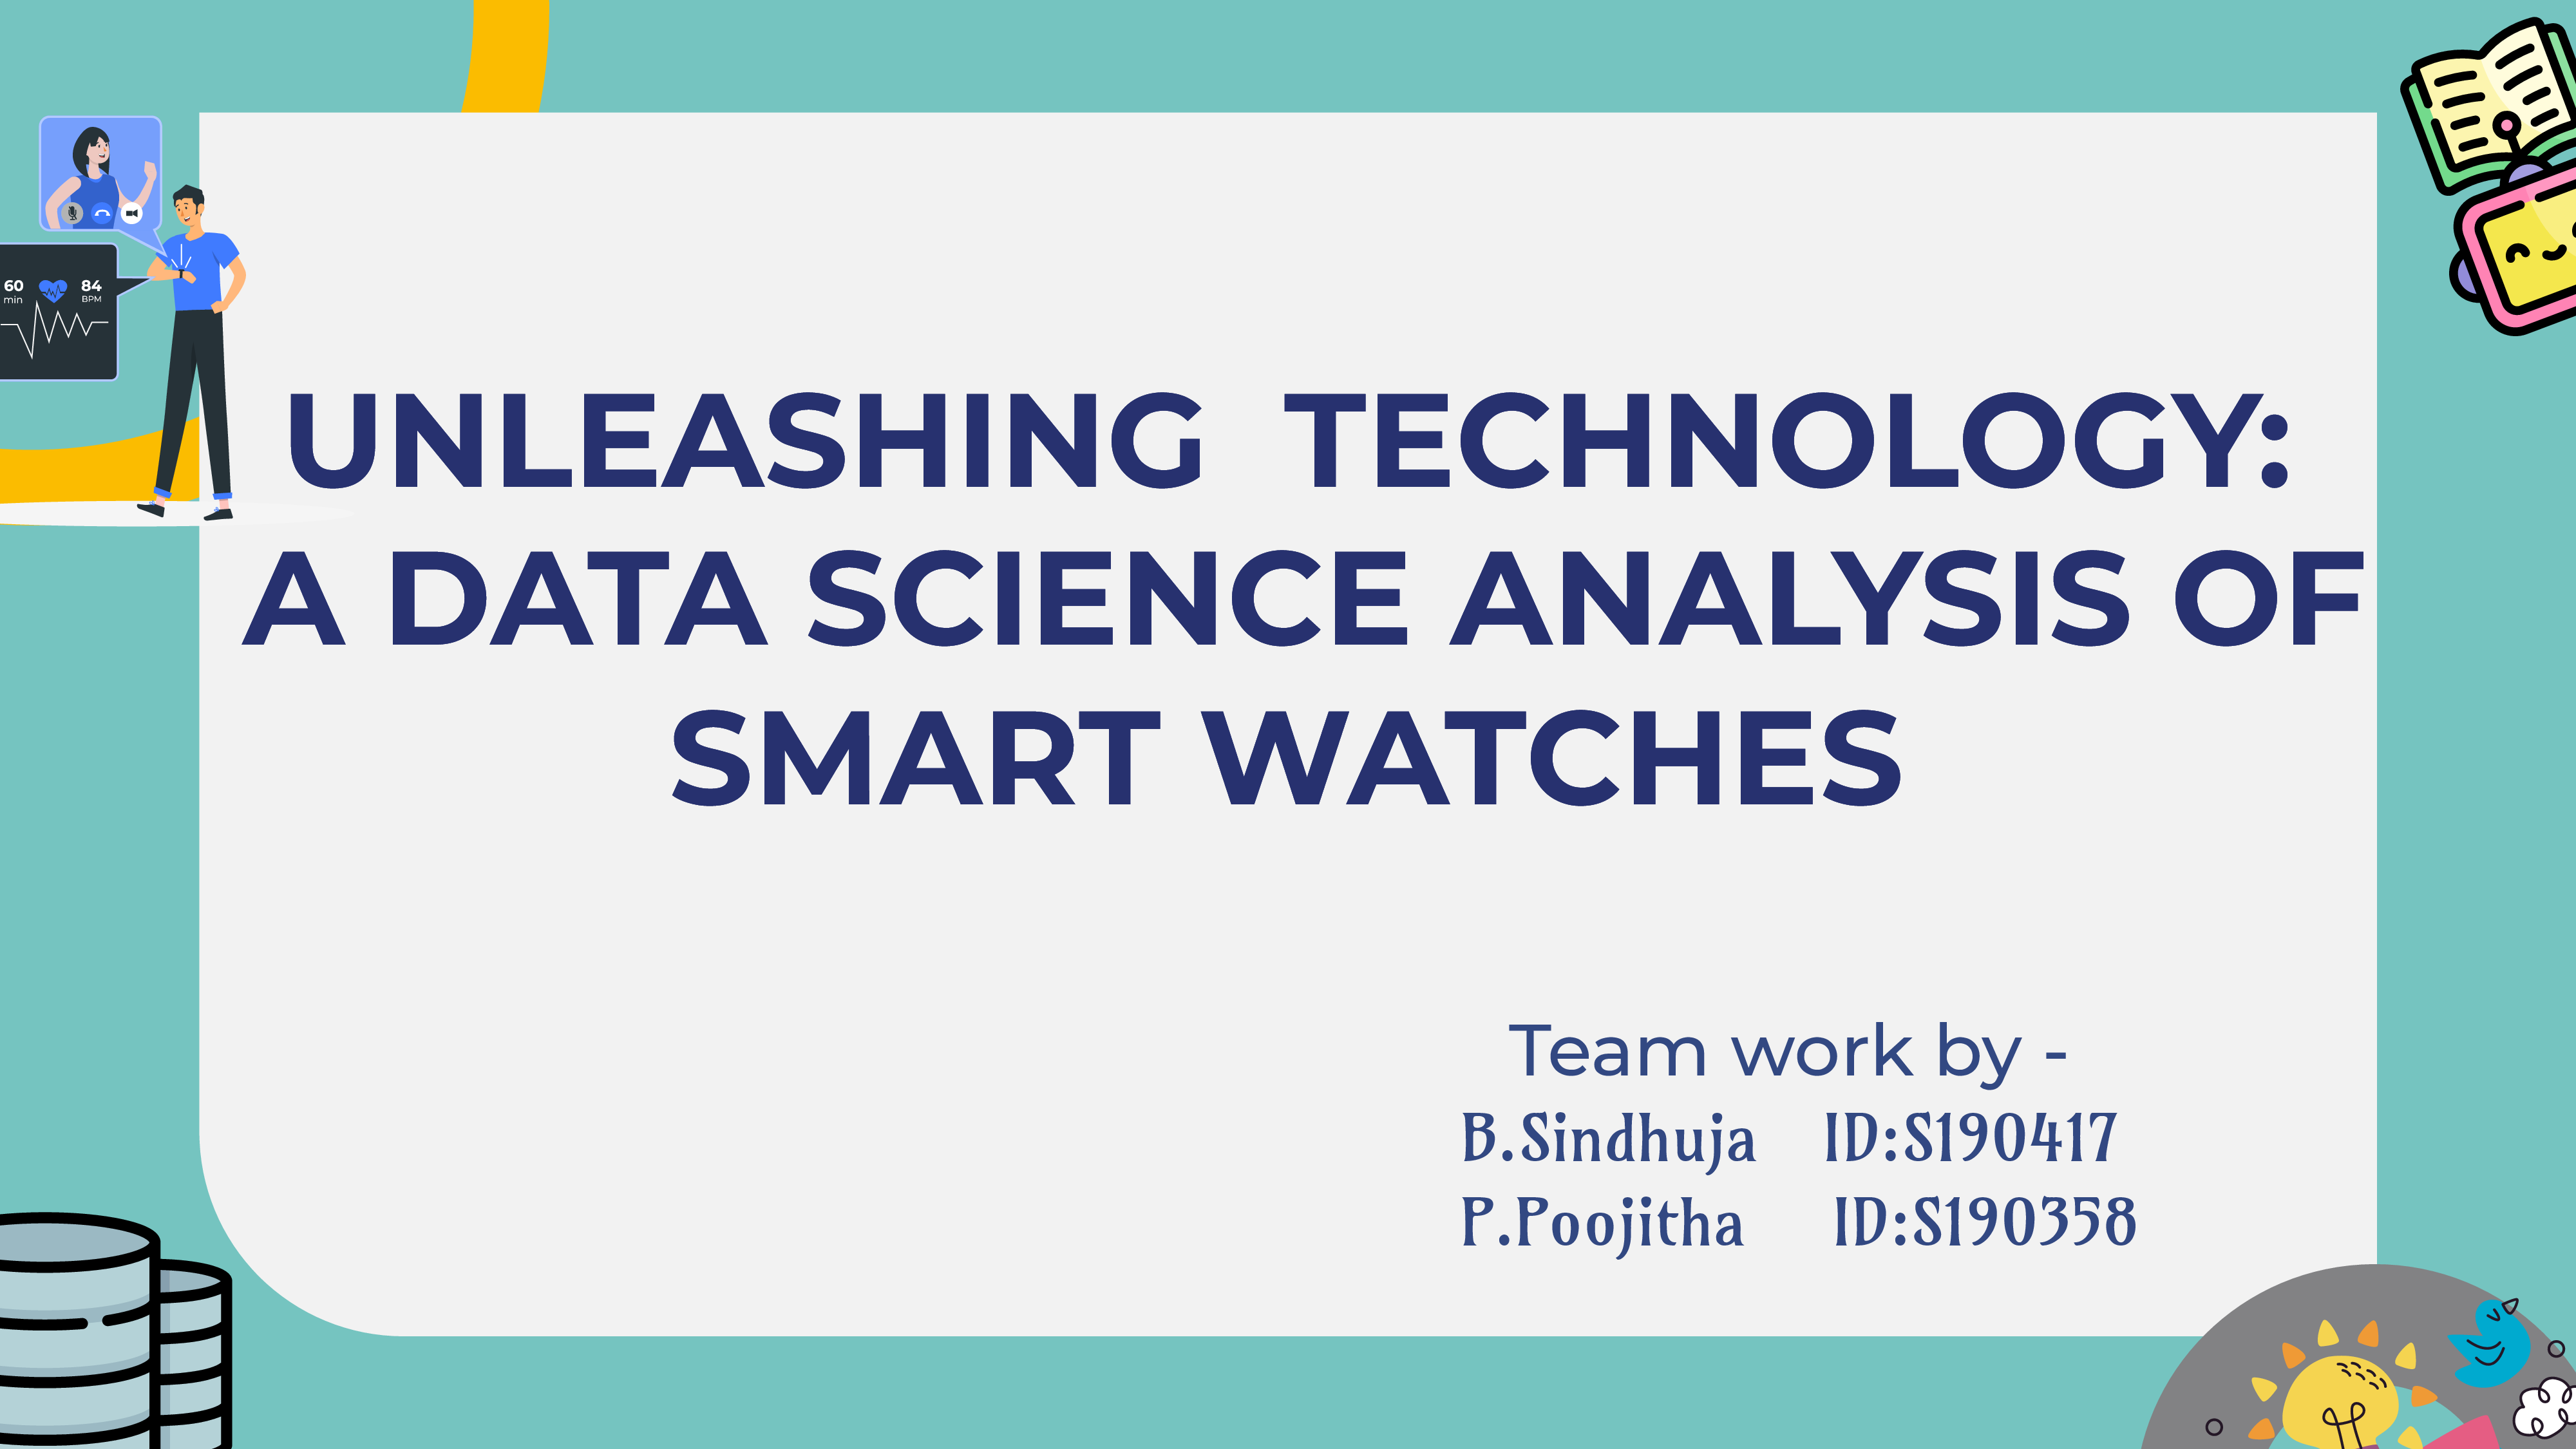 60 84
min BPM
UNLEASHING TECHNOLOGY:
A DATA SCIENCE ANALYSIS OF
SMART WATCHES
Team work by -
B.Sindhuja ID:S190417
P.Poojitha ID:S190358